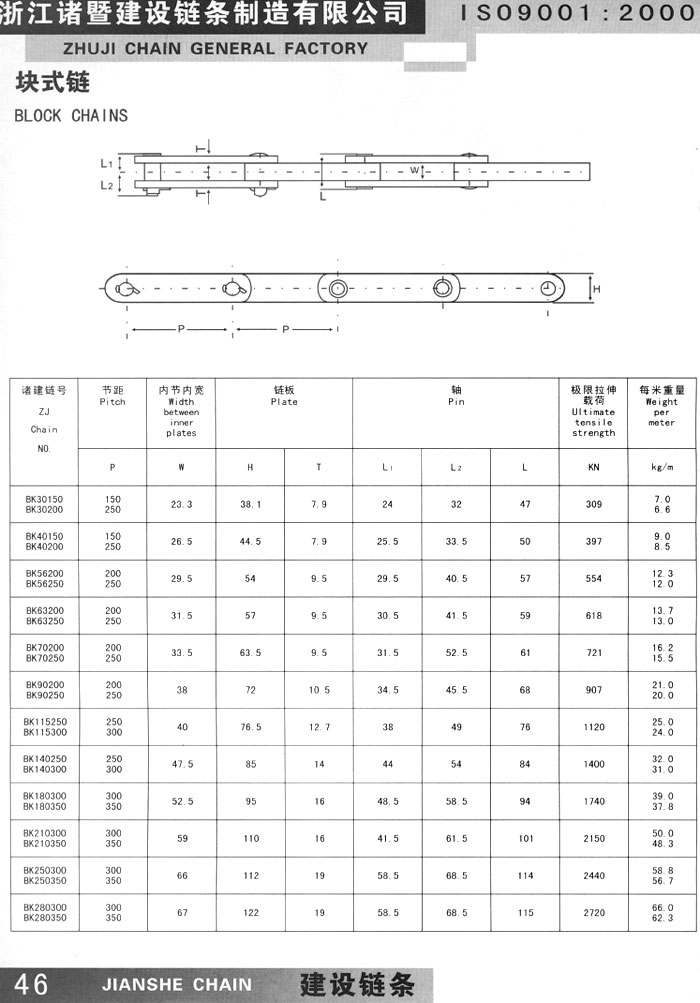 浙江诸暨建设链条制造有限公司 ISO9001:2000
ZHUJI CHAIN GENERAL FACTORY
块式链
BLOCK CHAINS
T
L1
L2
T
L
W
H
P P
诸建链号 节距 内节内宽 链板 轴 极限拉伸 每米重量
ZJ Pitch Width Plate Pin 载荷 Weight
Chain between Ultimate per
NO. inner tensile meter
plates strength
P W H T L1 L2 L KN kg/m
BK30150 150 7.0
23.3 38.1 7.9 24 32 47 309
BK30200 250 6.6
BK40150 150 9.0
26.5 44.5 7.9 25.5 33.5 50 397
BK40200 250 8.5
BK56200 200 12.3
29.5 54 9.5 29.5 40.5 57 554
BK56250 250 12.0
BK63200 200 13.7
31.5 57 9.5 30.5 41.5 59 618
BK63250 250 13.0
BK70200 200 16.2
33.5 63.5 9.5 31.5 52.5 61 721
BK70250 250 15.5
BK90200 200 21.0
38 72 10.5 34.5 45.5 68 907
BK90250 250 20.0
BK115250 250 25.0
40 76.5 12.7 38 49 76 1120
BK115300 300 24.0
BK140250 250 32.0
47.5 85 14 44 54 84 1400
BK140300 300 31.0
BK180300 300 39.0
52.5 95 16 48.5 58.5 94 1740
BK180350 350 37.8
BK210300 300 50.0
59 110 16 41.5 61.5 101 2150
BK210350 350 48.3
BK250300 300 58.8
66 112 19 58.5 68.5 114 2440
BK250350 350 56.7
BK280300 300 66.0
67 122 19 58.5 68.5 115 2720
BK280350 350 62.3
46 JIANSHE CHAIN 建设链条